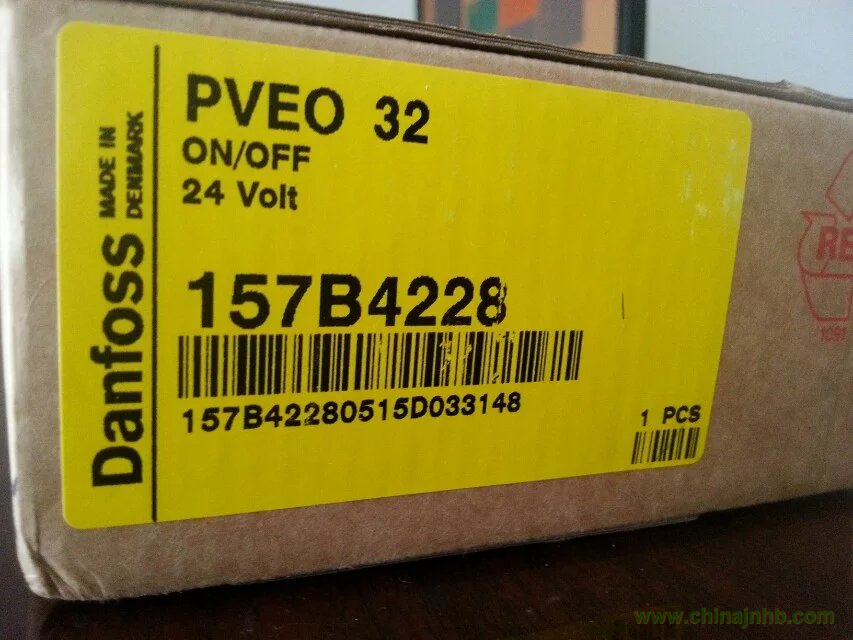 PVEO 32
ON/OFF
24 Volt
157B4228
157B42280515D033148
1 PCS
Danfoss
MADE IN
DENMARK
www.chinajnhb.com